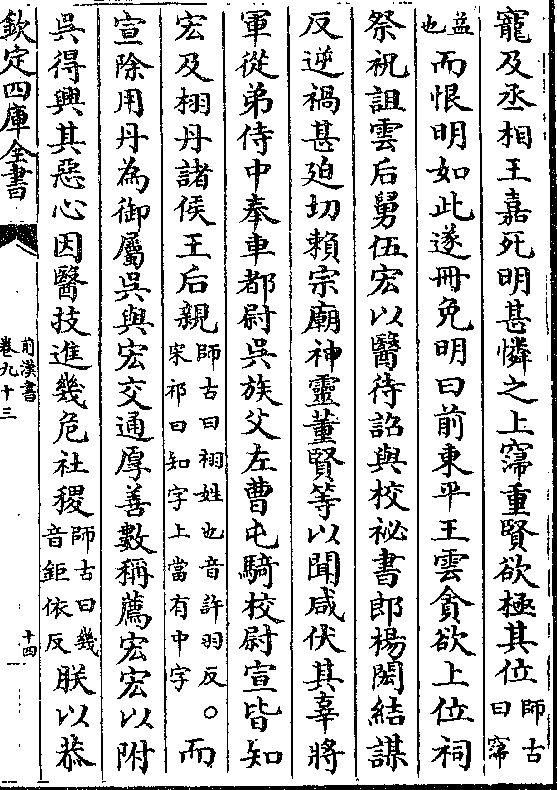 寵及丞相王嘉死明甚憐之上寖重賢欲極其位師古曰寖
益也而恨明如此遂冊免明曰前東平王雲貪欲上位祠
祭祝詛雲后舅伍宏以醫待詔與校祕書郎楊閎結謀
反逆禍甚迫切賴宗廟神靈董賢等以聞咸伏其辜將
軍從弟侍中奉車都尉吳族父左曹屯騎校尉宣皆知
宏及栩丹諸侯王后親師古曰栩姓也音許羽反。宋祁曰知字上當有中字而
宣除用丹為御屬吳與宏交通厚善數稱薦宏宏以附
吳得興其惡心因醫技進幾危社稷師古曰幾音鉅依反朕以恭
欽定四庫全書
前漢書
卷九十三
十四